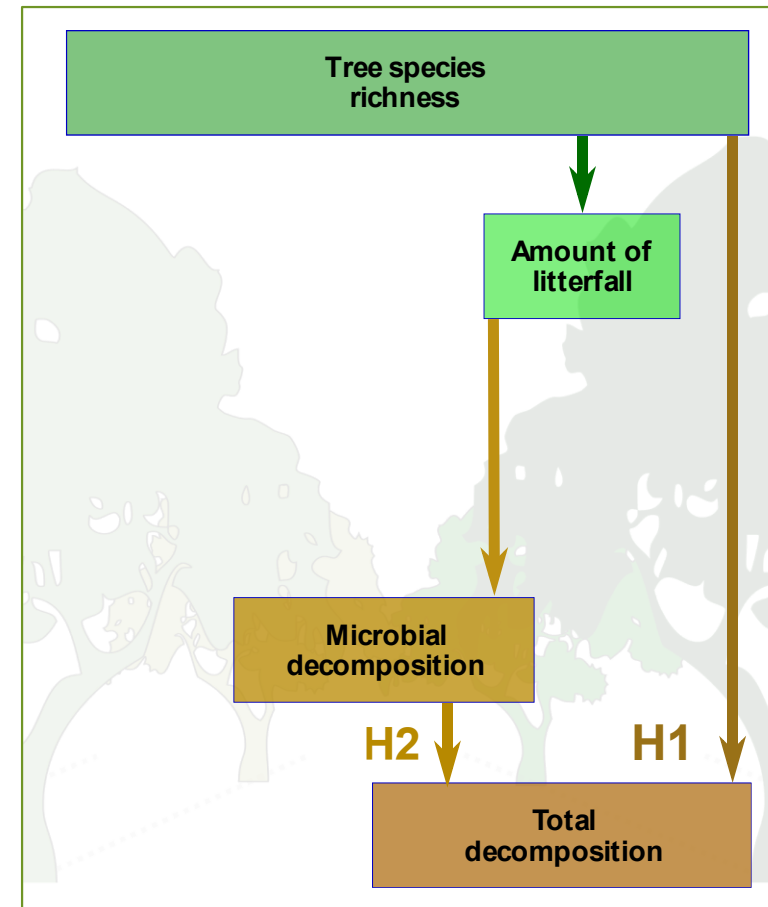 Tree species
richness
Amount of
litterfall
Microbial
decomposition
H2
H1
Total
decomposition